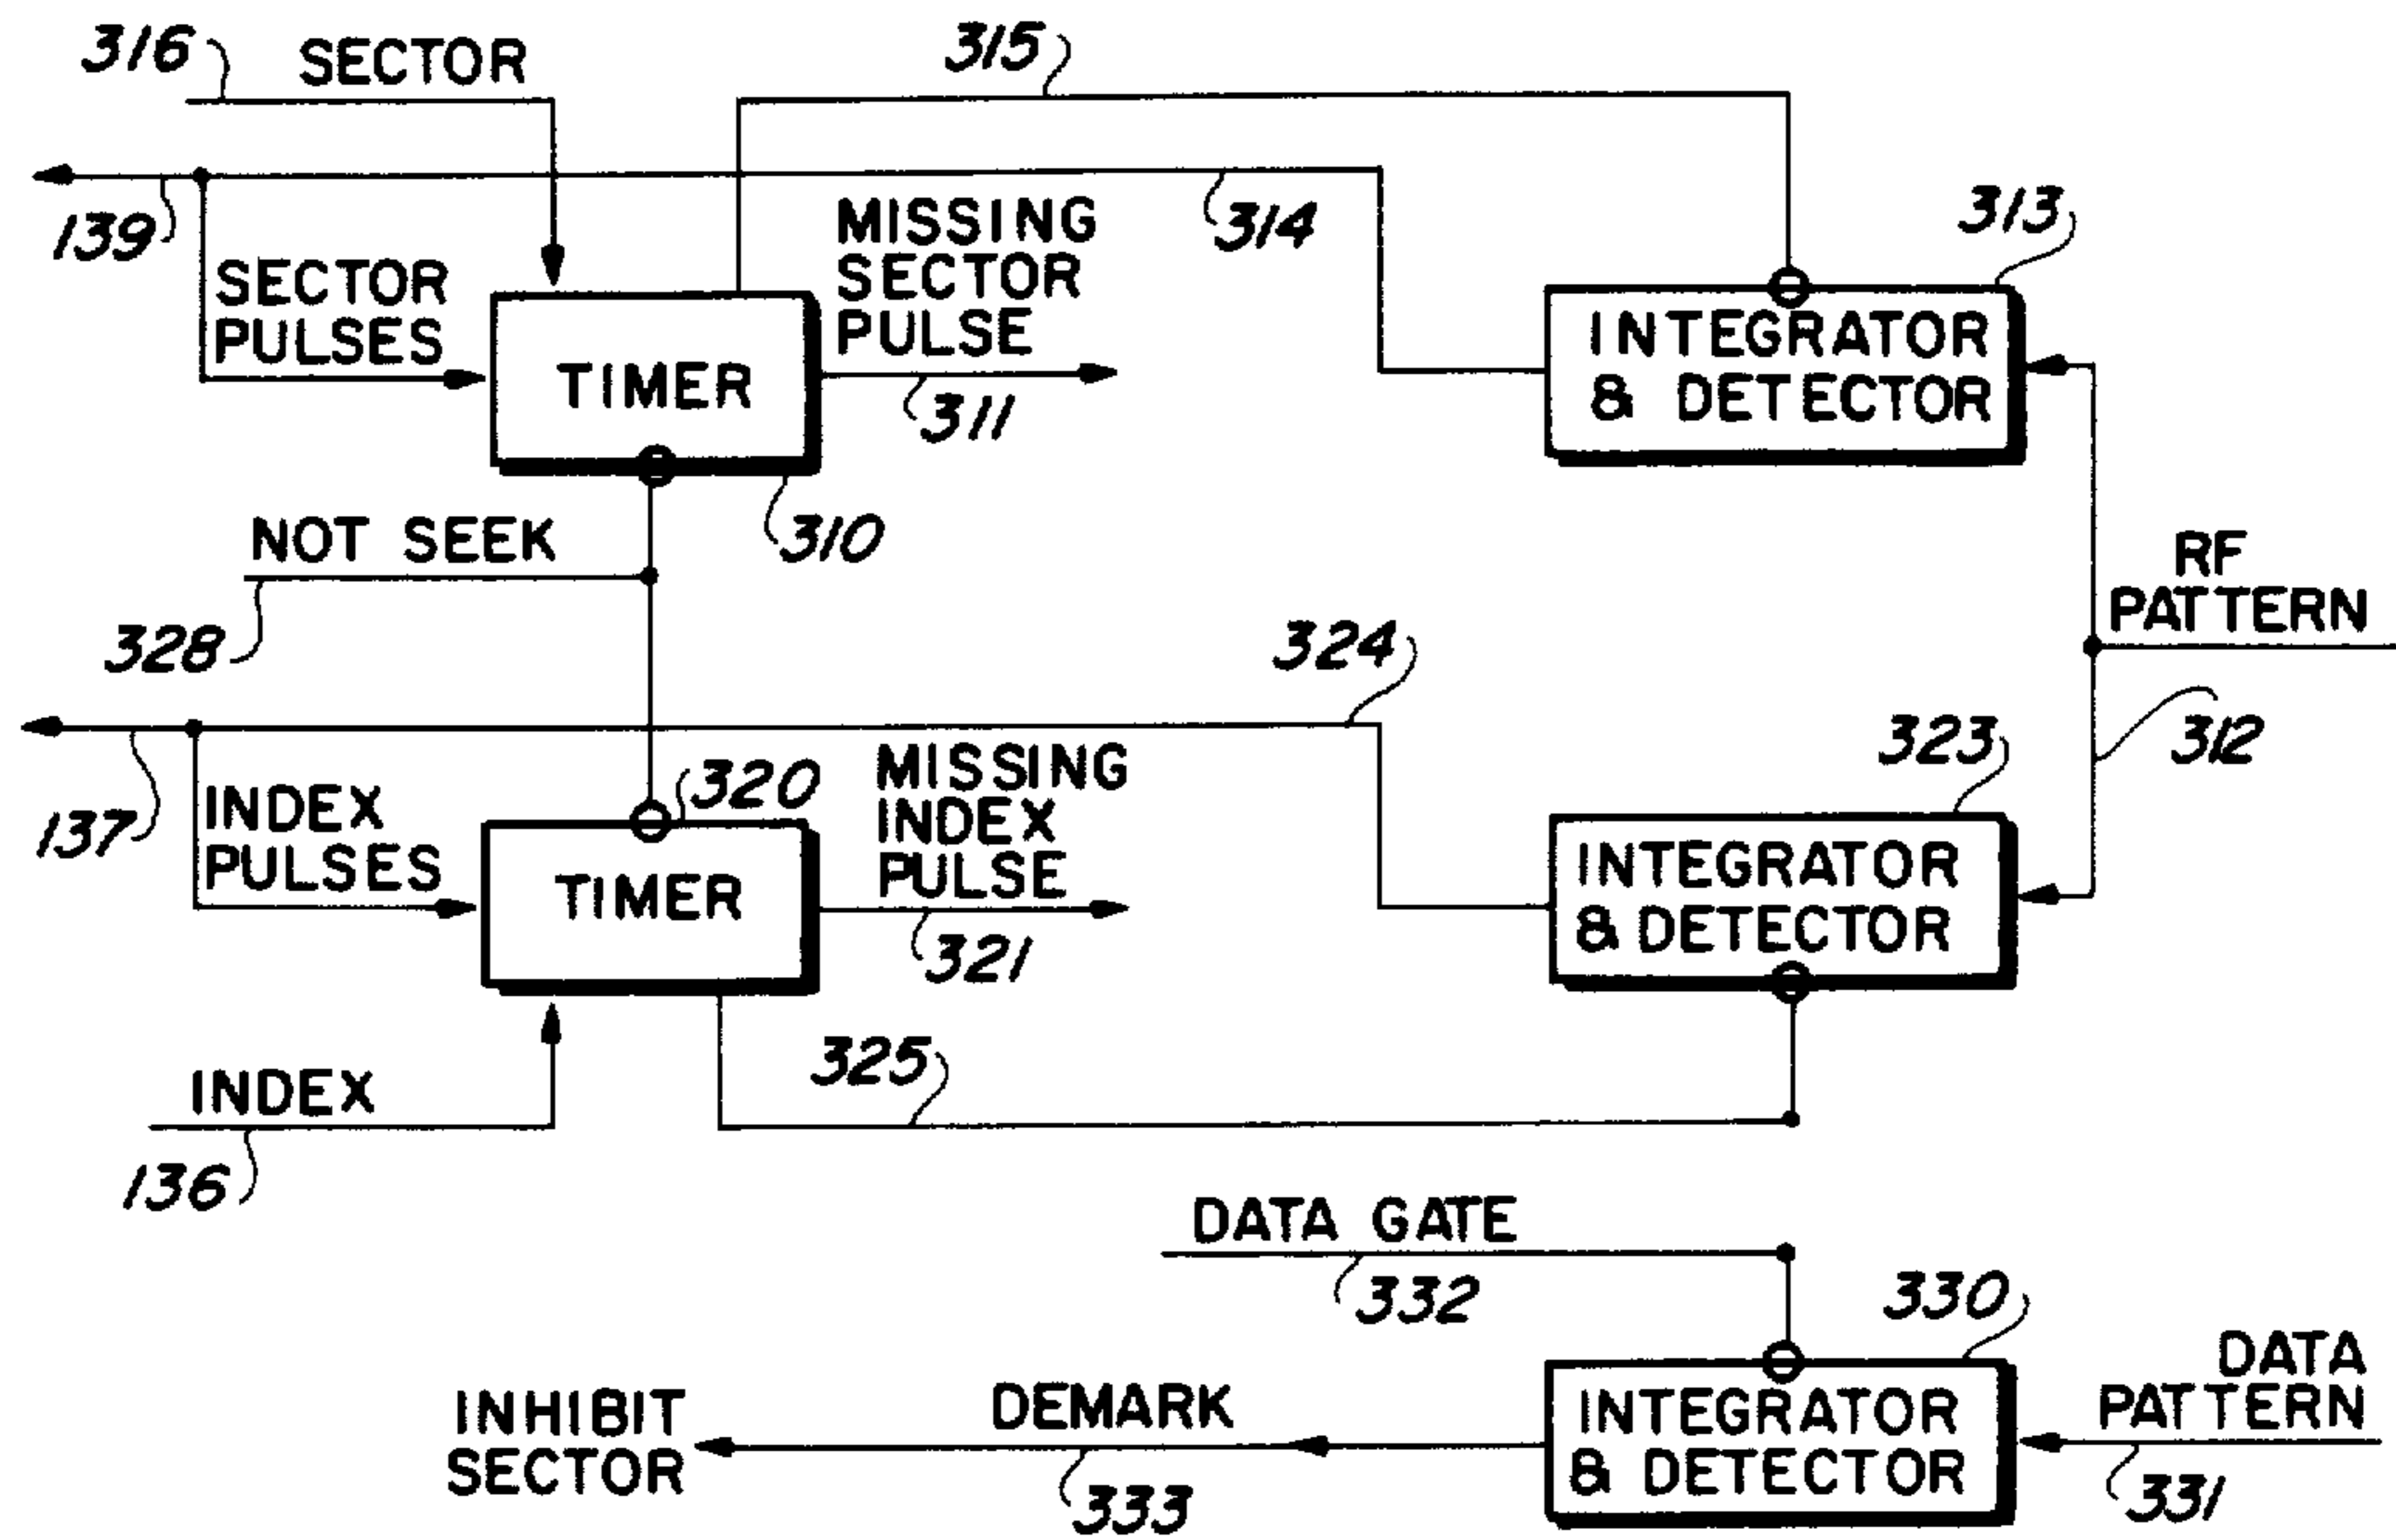 316 SECTOR
315
139
SECTOR
PULSES
MISSING
SECTOR
PULSE
314
313
TIMER
311
INTEGRATOR
& DETECTOR
310
NOT SEEK
328
RF
PATTERN
312
324
323
137
INDEX
PULSES
320
MISSING
INDEX
PULSE
TIMER
321
INTEGRATOR
& DETECTOR
325
INDEX
136
DATA GATE
332
330
DATA
PATTERN
331
INTEGRATOR
& DETECTOR
DEMARK
333
INHIBIT
SECTOR